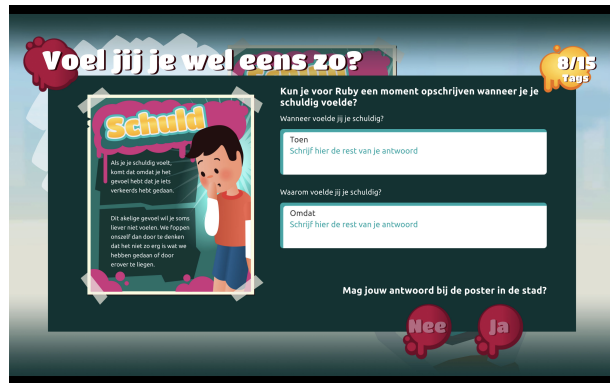 Voel jij je wel eens zo?
8/15
Tags
Kun je voor Ruby een moment opschrijven wanneer je je
schuldig voelde?
Wanneer voelde jij je schuldig?
Toen
Schrijf hier de rest van je antwoord
Waarom voelde jij je schuldig?
Omdat
Schrijf hier de rest van je antwoord
Mag jouw antwoord bij de poster in de stad?
Nee
Ja
Schuld
Als je je schuldig voelt,
komt dat omdat je het
gevoel hebt dat je iets
verkeerds hebt gedaan.
Dit akelige gevoel wil je soms
liever niet voelen. We foppen
onszelf dan door te denken
dat het niet zo erg is wat we
hebben gedaan of door
erover te liegen.